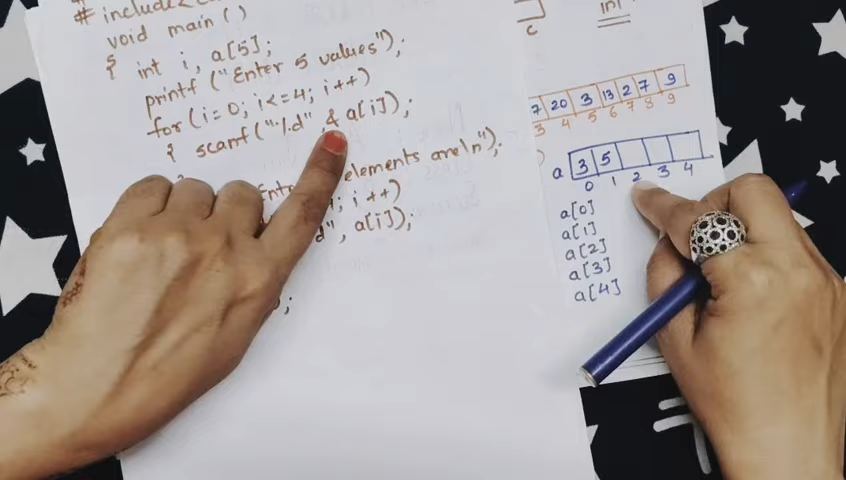 void main()
{ int i, a[5];
printf ("Enter 5 values");
for (i=0; i<=4; i++)
{ scanf ("%d" & a[i]);
elements are\n");
; i++)
d", a[i]);
;
c
int
7 20 3 13 2 7 9
3 4 5 6 7 8 9
a 3 5
0 1 2 3 4
a[0]
a[1]
a[2]
a[3]
a[4]